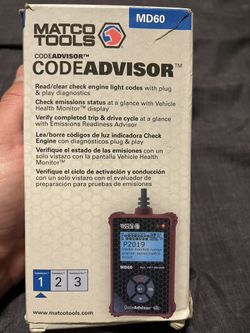 MATCO
TOOLS
MD60
CODEADVISOR™
CODEADVISOR™
Read/clear check engine light codes with
plug & play diagnostics
Check emissions status at a glance with Vehicle
Health Monitor™ display
Verify completed trip & drive cycle at a glance
with Emissions Readiness Advisor
Lea/borre códigos de luz indicadora Check
Engine con diagnósticos plug & play
Verifique el estado de las emisiones con un
solo vistazo con la pantalla Vehicle Health
Monitor™
Verifique el ciclo de activación y conducción
con un solo vistazo con el evaluador de
preparación para pruebas de emisiones
1 2 3
P2019
MD60
CodeAdvisor
www.matcotools.com